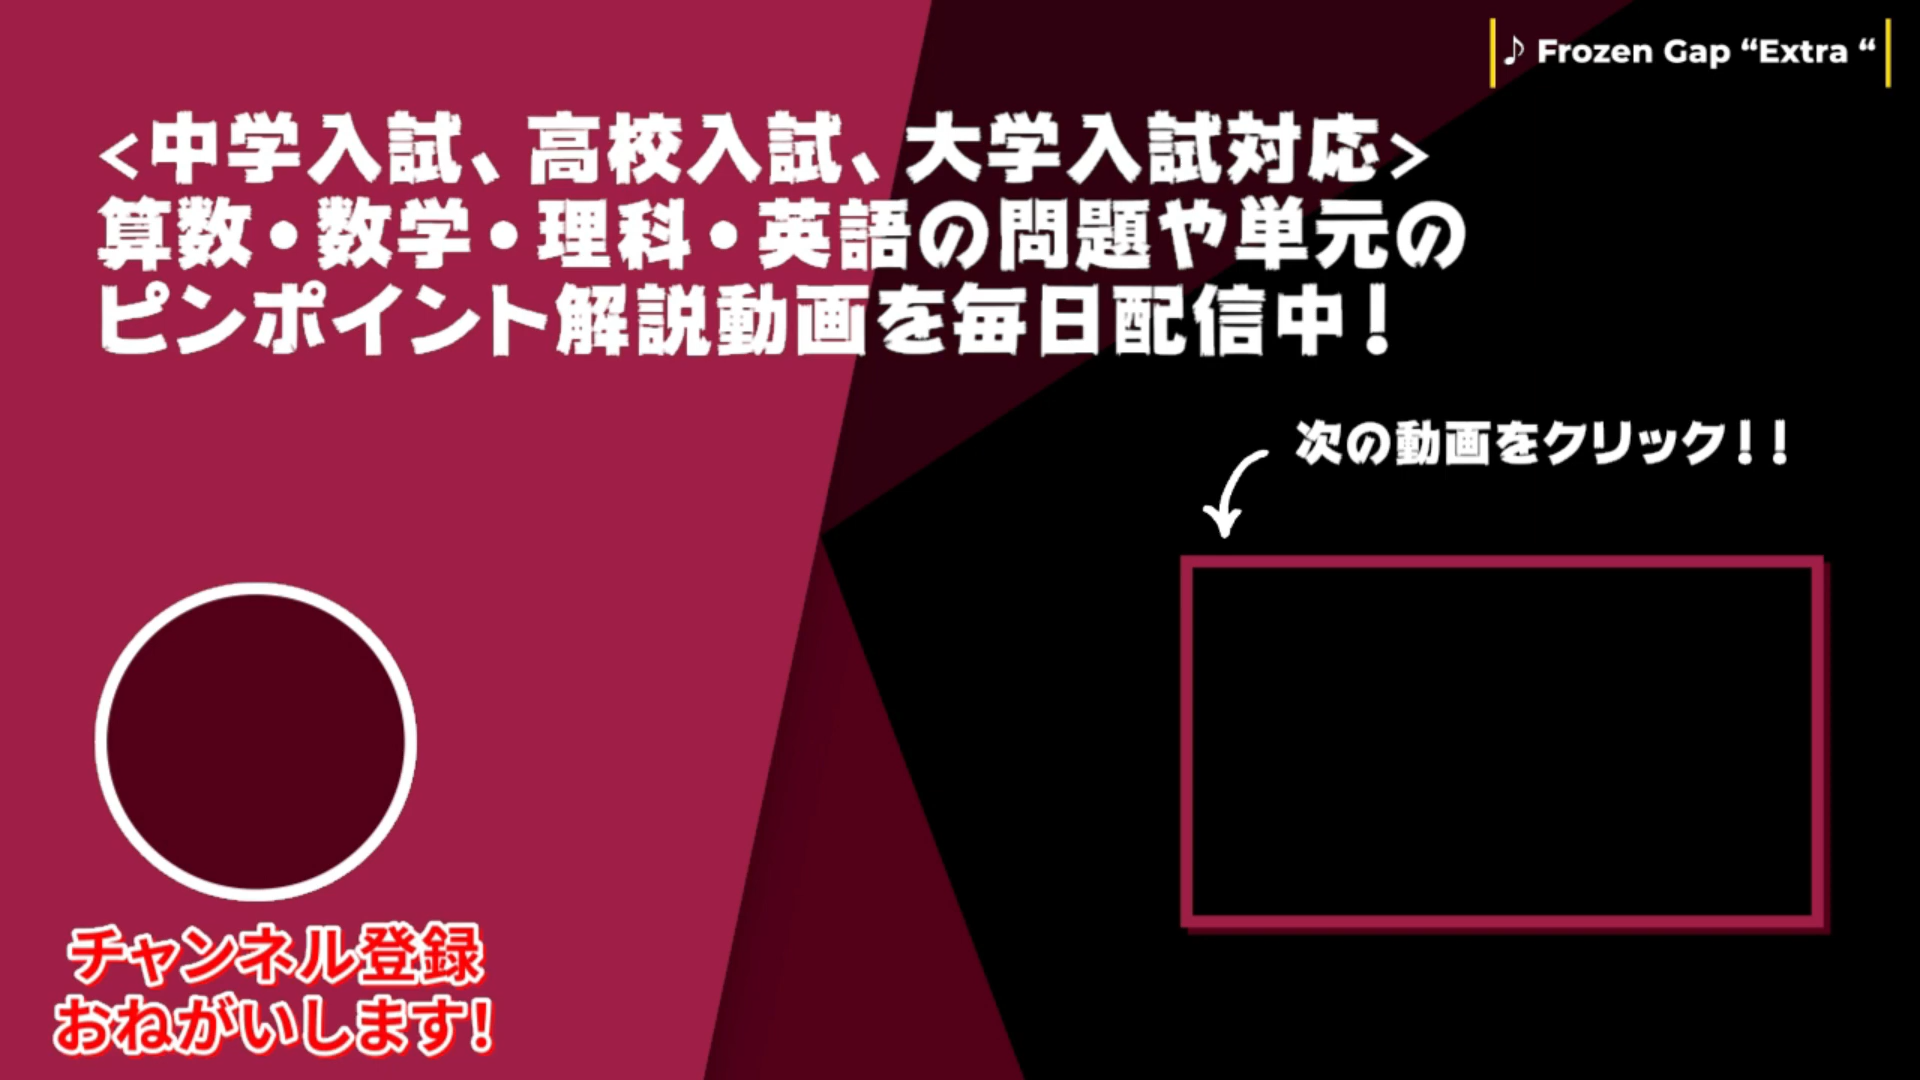 ♪ Frozen Gap “Extra “
<中学入試、高校入試、大学入試対応>
算数・数学・理科・英語の問題や単元の
ピンポイント解説動画を毎日配信中！
次の動画をクリック！！
チャンネル登録
おねがいします！